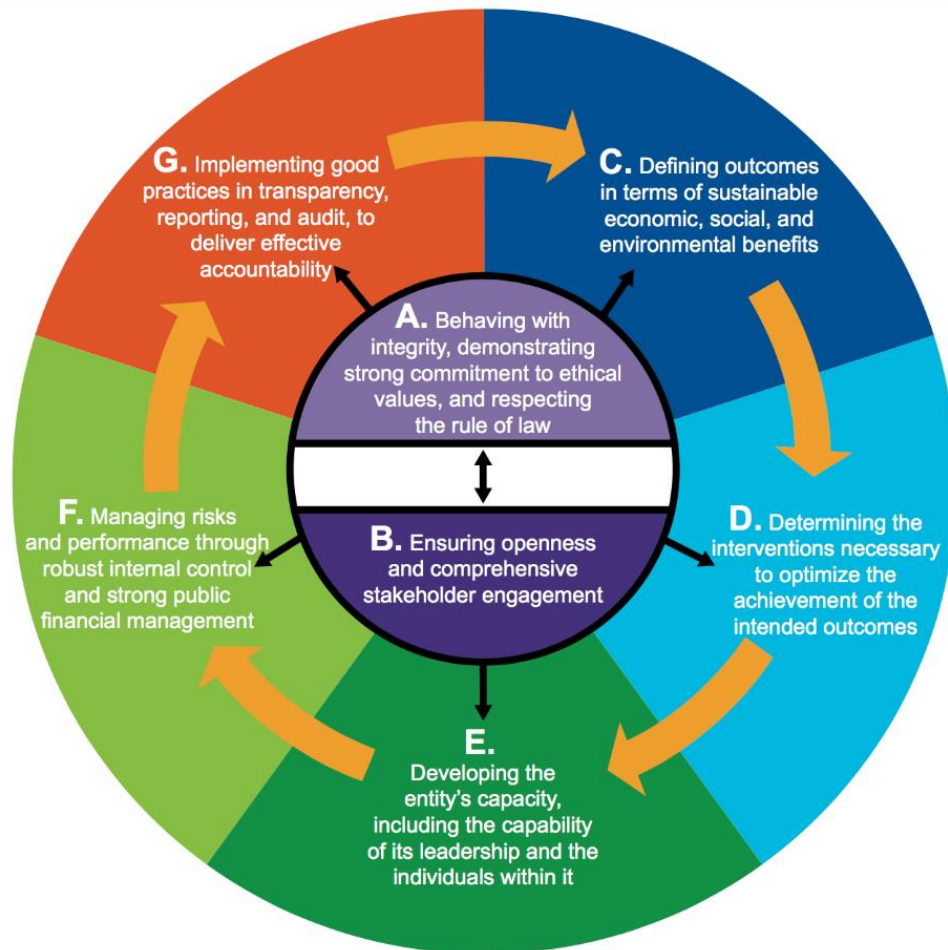 G. Implementing good
practices in transparency,
reporting, and audit, to
deliver effective
accountability
C. Defining outcomes
in terms of sustainable
economic, social, and
environmental benefits
A. Behaving with
integrity, demonstrating
strong commitment to ethical
values, and respecting
the rule of law
F. Managing risks
and performance through
robust internal control
and strong public
financial management
B. Ensuring openness
and comprehensive
stakeholder engagement
D. Determining the
interventions necessary
to optimize the
achievement of the
intended outcomes
E.
Developing the
entity’s capacity,
including the capability
of its leadership and the
individuals within it